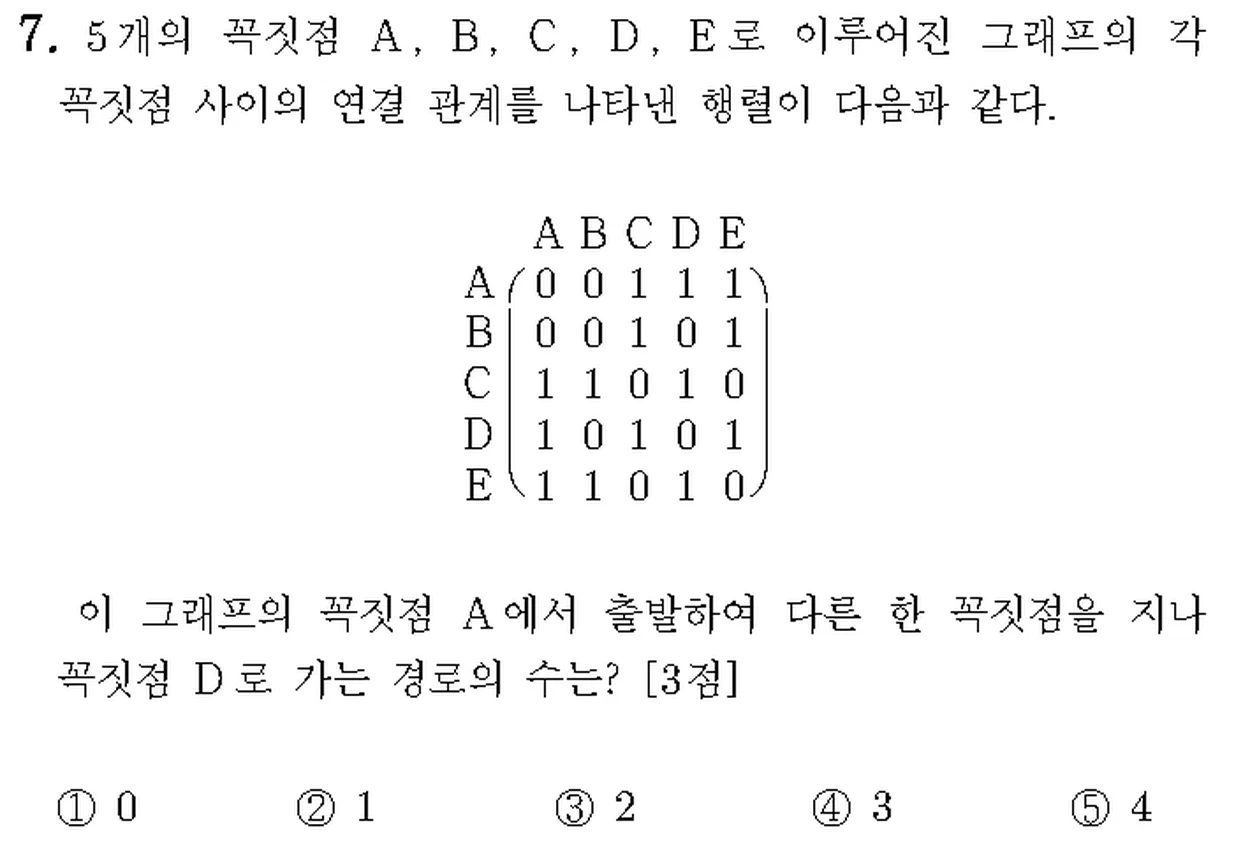 7. 5개의 꼭짓점 A, B, C, D, E로 이루어진 그래프의 각
꼭짓점 사이의 연결 관계를 나타낸 행렬이 다음과 같다.
A B C D E
A 0 0 1 1 1
B 0 0 1 0 1
C 1 1 0 1 0
D 1 0 1 0 1
E 1 1 0 1 0
이 그래프의 꼭짓점 A에서 출발하여 다른 한 꼭짓점을 지나
꼭짓점 D로 가는 경로의 수는? [3점]
① 0 ② 1 ③ 2 ④ 3 ⑤ 4